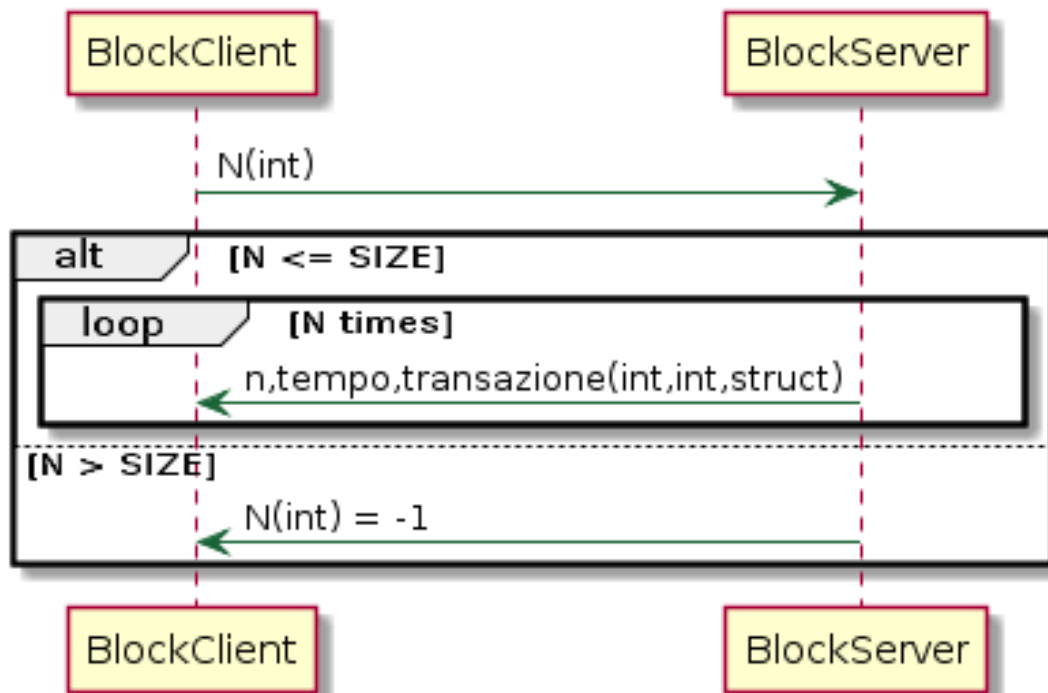 BlockClient BlockServer
N(int)
alt [N <= SIZE]
loop [N times]
n,tempo,transazione(int,int,struct)
[N > SIZE]
N(int) = -1
BlockClient BlockServer